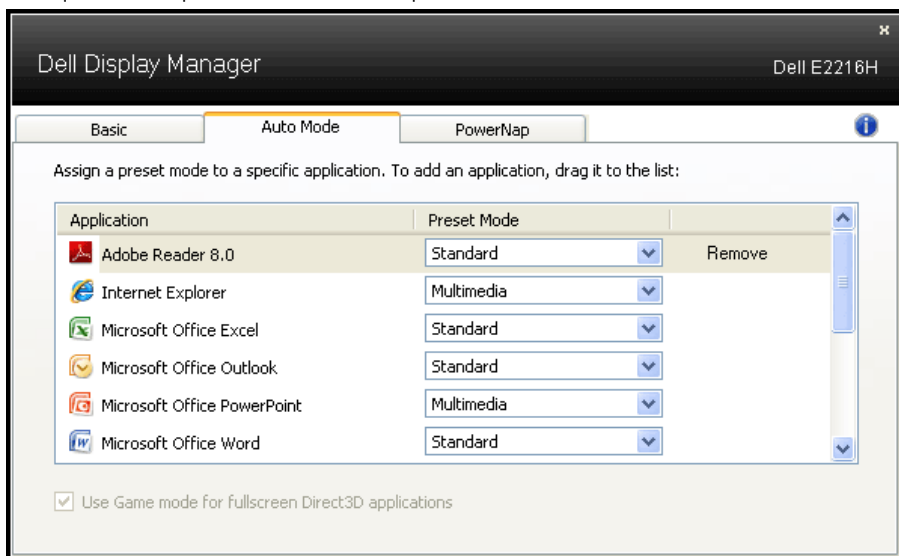 x
Dell Display Manager
Dell E2216H
Basic Auto Mode PowerNap
Assign a preset mode to a specific application. To add an application, drag it to the list:
Application Preset Mode
Adobe Reader 8.0 Standard Remove
Internet Explorer Multimedia
Microsoft Office Excel Standard
Microsoft Office Outlook Standard
Microsoft Office PowerPoint Multimedia
Microsoft Office Word Standard
Use Game mode for fullscreen Direct3D applications